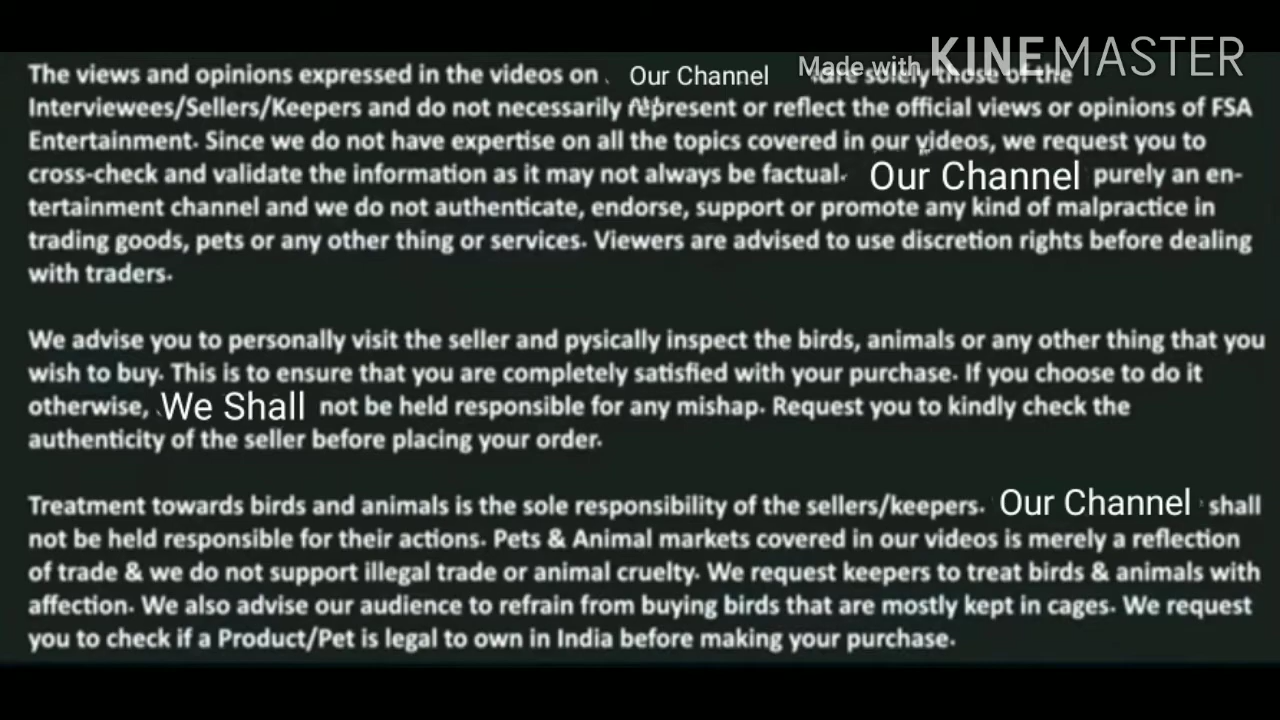 Made with KINEMASTER
The views and opinions expressed in the videos on Our Channel are solely those of the
Interviewees/Sellers/Keepers and do not necessarily represent or reflect the official views or opinions of FSA
Entertainment. Since we do not have expertise on all the topics covered in our videos, we request you to
cross-check and validate the information as it may not always be factual. Our Channel purely an en-
tertainment channel and we do not authenticate, endorse, support or promote any kind of malpractice in
trading goods, pets or any other thing or services. Viewers are advised to use discretion rights before dealing
with traders.
We advise you to personally visit the seller and pysically inspect the birds, animals or any other thing that you
wish to buy. This is to ensure that you are completely satisfied with your purchase. If you choose to do it
otherwise, We Shall not be held responsible for any mishap. Request you to kindly check the
authenticity of the seller before placing your order.
Treatment towards birds and animals is the sole responsibility of the sellers/keepers. Our Channel shall
not be held responsible for their actions. Pets & Animal markets covered in our videos is merely a reflection
of trade & we do not support illegal trade or animal cruelty. We request keepers to treat birds & animals with
affection. We also advise our audience to refrain from buying birds that are mostly kept in cages. We request
you to check if a Product/Pet is legal to own in India before making your purchase.